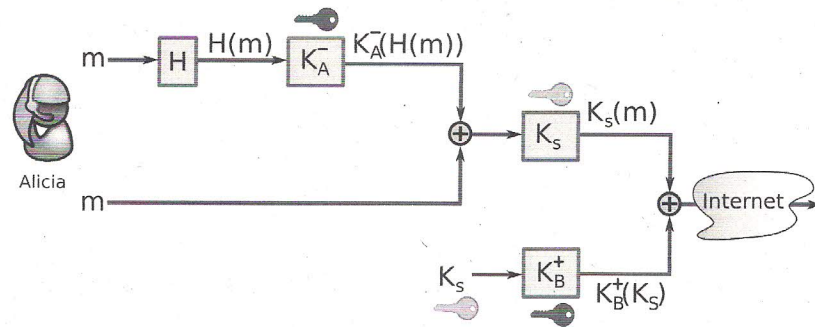 m
H
H(m)
K_A^-
K_A^-(H(m))
Alicia
m
+
K_s
K_s(m)
+
Internet
K_s
K_B^+
K_B^+(K_S)